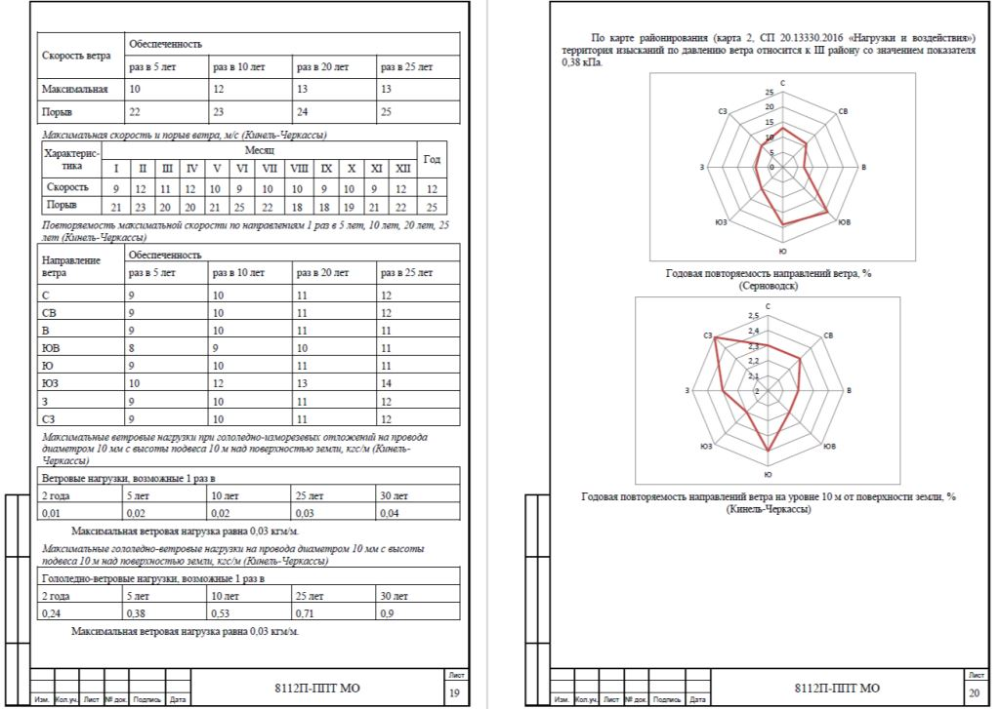 Скорость ветра Обеспеченность
раз в 5 лет раз в 10 лет раз в 20 лет раз в 25 лет
Максимальная 10 12 13 13
Порыв 22 23 24 25
Максимальная скорость и порыв ветра, м/с (Кинель-Черкассы)
Характерис-тика Месяц Год
I II III IV V VI VII VIII IX X XI XII
Скорость 9 12 11 12 10 9 10 10 9 10 9 12 12
Порыв 21 23 20 20 21 25 22 18 18 19 21 22 25
Повторяемость максимальной скорости по направлениям 1 раз в 5 лет, 10 лет, 20 лет, 25
лет (Кинель-Черкассы)
Направление ветра Обеспеченность
раз в 5 лет раз в 10 лет раз в 20 лет раз в 25 лет
С 9 10 11 12
СВ 9 10 11 12
В 9 10 11 11
ЮВ 8 9 10 11
Ю 9 10 11 11
ЮЗ 10 12 13 14
З 9 10 11 12
СЗ 9 10 11 12
Максимальные ветровые нагрузки при гололедно-изморезевых отложений на провода
диаметром 10 мм с высоты подвеса 10 м над поверхностью земли, кгс/м (Кинель-
Черкассы)
Ветровые нагрузки, возможные 1 раз в
2 года 5 лет 10 лет 25 лет 30 лет
0,01 0,02 0,02 0,03 0,04
Максимальная ветровая нагрузка равна 0,03 кгм/м.
Максимальные гололедно-ветровые нагрузки на провода диаметром 10 мм с высоты
подвеса 10 м над поверхностью земли, кгс/м (Кинель-Черкассы)
Гололедно-ветровые нагрузки, возможные 1 раз в
2 года 5 лет 10 лет 25 лет 30 лет
0,24 0,38 0,53 0,71 0,9
Максимальная ветровая нагрузка равна 0,03 кгм/м.
8112П-ППТ МО
Лист
19
Изм. Кол.уч. Лист № док. Подпись Дата
По карте районирования (карта 2, СП 20.13330.2016 «Нагрузки и воздействия»)
территория изысканий по давлению ветра относится к III району со значением показателя
0,38 кПа.
С
25
20
15
10
5
0
СВ
В
ЮВ
Ю
ЮЗ
З
СЗ
Годовая повторяемость направлений ветра, %
(Серноводск)
С
2,5
2,4
2,3
2,2
2,1
2
СВ
В
ЮВ
Ю
ЮЗ
З
СЗ
Годовая повторяемость направлений ветра на уровне 10 м от поверхности земли, %
(Кинель-Черкассы)
8112П-ППТ МО
Лист
20
Изм. Кол.уч. Лист № док. Подпись Дата